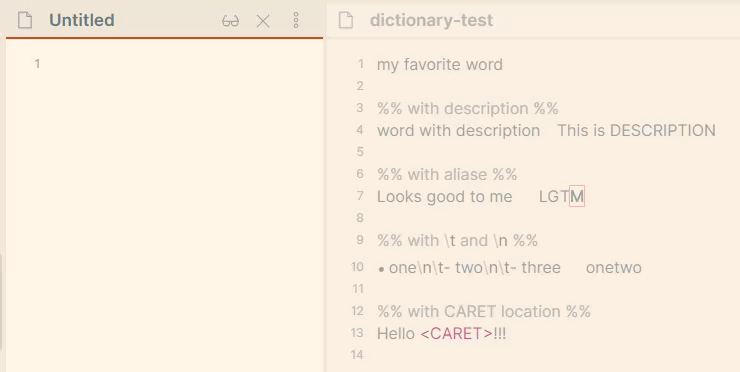 Untitled
1
dictionary-test
1 my favorite word
2
3 %% with description %%
4 word with description This is DESCRIPTION
5
6 %% with aliase %%
7 Looks good to me LGTM
8
9 %% with \t and \n %%
10 • one\n\t- two\n\t- three onetwo
11
12 %% with CARET location %%
13 Hello <CARET>!!!
14